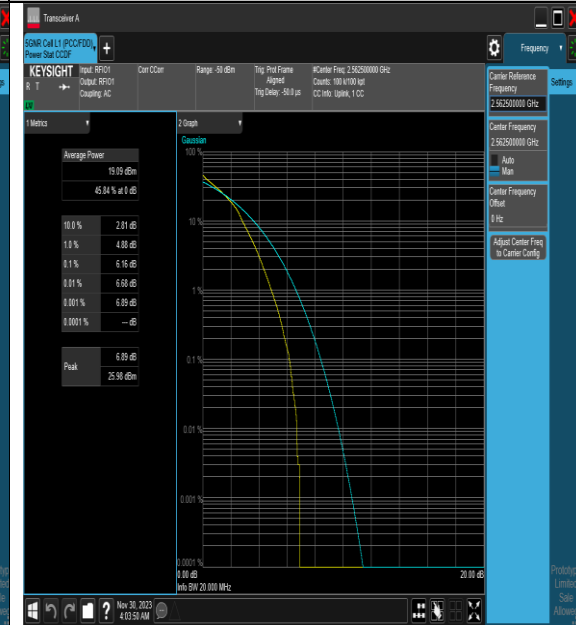 Transceiver A
5GNR Cell L1 (PCC/FDD),
Power Stat CCDF
Frequency
KEYSIGHT
R T
LV
Input: RFIO1
Output: RFIO1
Coupling: AC
Corr CCorr
Range: -50 dBm
Trig: Prot Frame
Aligned
Trig Delay: -50.0 µs
#Center Freq: 2.562500000 GHz
Counts: 100 k/100 kpt
CC Info: Uplink, 1 CC
Carrier Reference
Frequency
2.562500000 GHz
Settings
Center Frequency
2.562500000 GHz
Auto
Man
Center Frequency
Offset
0 Hz
Adjust Center Freq
to Carrier Config
1 Metrics
Average Power
19.09 dBm
45.84 % at 0 dB
10.0 % 2.81 dB
1.0 % 4.88 dB
0.1 % 6.16 dB
0.01 % 6.68 dB
0.001 % 6.89 dB
0.0001 % --- dB
Peak
6.89 dB
25.98 dBm
2 Graph
Gaussian
100 %
10 %
1 %
0.1 %
0.01 %
0.001 %
0.0001 %
0.00 dB
20.00 dB
Info BW 20.000 MHz
Nov 30, 2023
4:03:50 AM